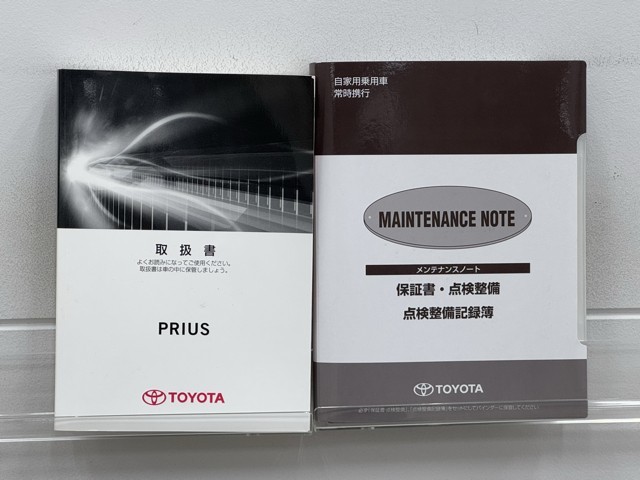 取扱書
よくお読みになってご使用ください。
取扱書は車の中に保管しましょう。
PRIUS
TOYOTA
自家用乗用車
常時携行
MAINTENANCE NOTE
メンテナンスノート
保証書・点検整備
点検整備記録簿
TOYOTA